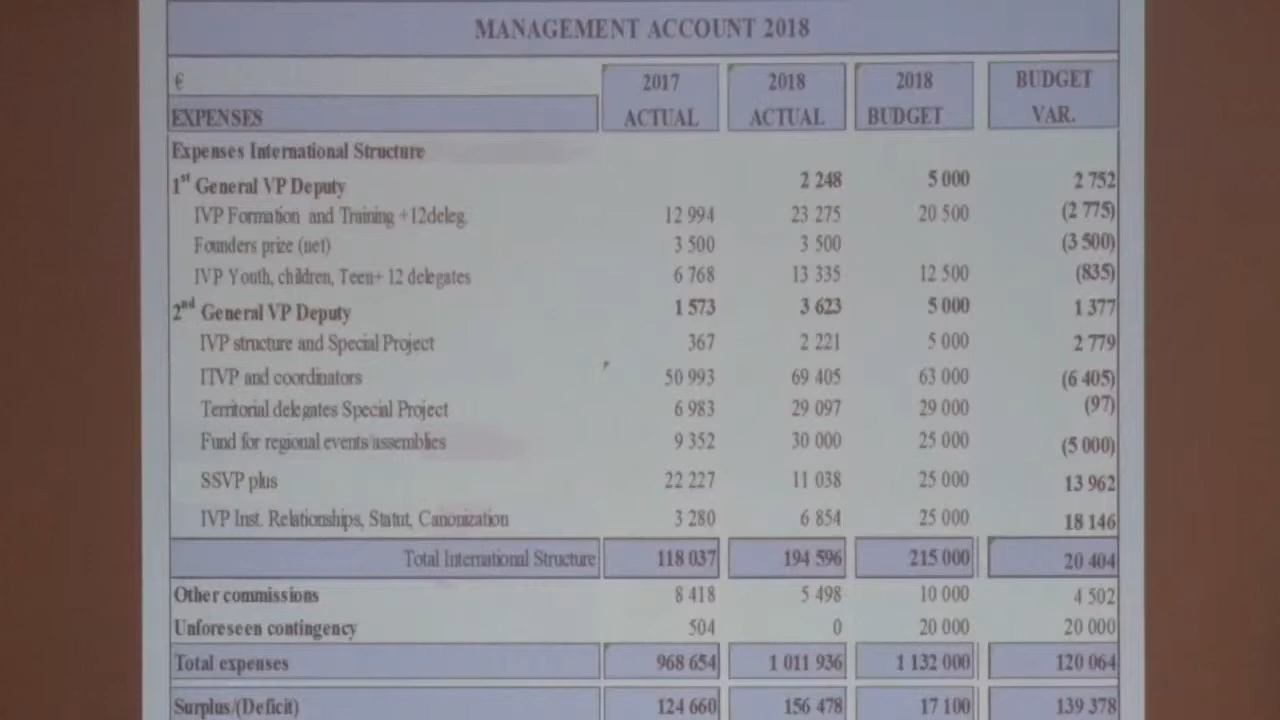 MANAGEMENT ACCOUNT 2018
€ 2017 2018 2018 BUDGET
EXPENSES ACTUAL ACTUAL BUDGET VAR.
Expenses International Structure
1st General VP Deputy 2 248 5 000 2 752
IVP Formation and Training +12deleg. 12 994 23 275 20 500 (2 775)
Founders prize (net) 3 500 3 500 (3 500)
IVP Youth, children, Teen+ 12 delegates 6 768 13 335 12 500 (835)
2nd General VP Deputy 1 573 3 623 5 000 1 377
IVP structure and Special Project 367 2 221 5 000 2 779
ITVP and coordinators 50 993 69 405 63 000 (6 405)
Territorial delegates Special Project 6 983 29 097 29 000 (97)
Fund for regional events/assemblies 9 352 30 000 25 000 (5 000)
SSVP plus 22 227 11 038 25 000 13 962
IVP Inst. Relationships, Statut, Canonization 3 280 6 854 25 000 18 146
Total International Structure 118 037 194 596 215 000 20 404
Other commissions 8 418 5 498 10 000 4 502
Unforeseen contingency 504 0 20 000 20 000
Total expenses 968 654 1 011 936 1 132 000 120 064
Surplus/(Deficit) 124 660 156 478 17 100 139 378